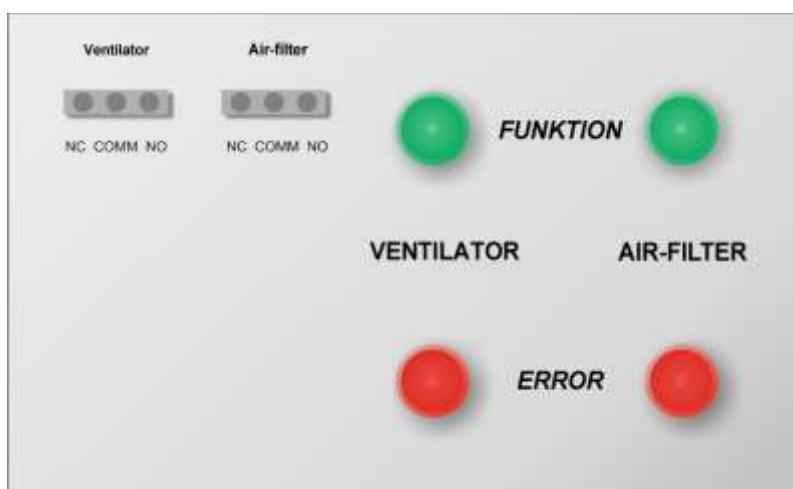 Ventilator Air-filter
NC COMM NO NC COMM NO
FUNKTION
VENTILATOR AIR-FILTER
ERROR